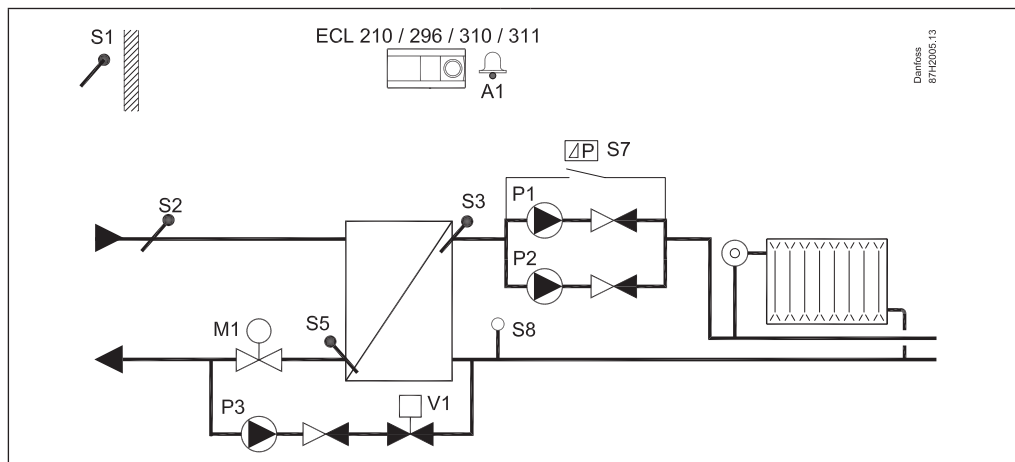 S1
ECL 210 / 296 / 310 / 311
A1
Danfoss
87H2005.13
⊿P S7
P1
S2
S3
P2
M1
S5
S8
P3
V1